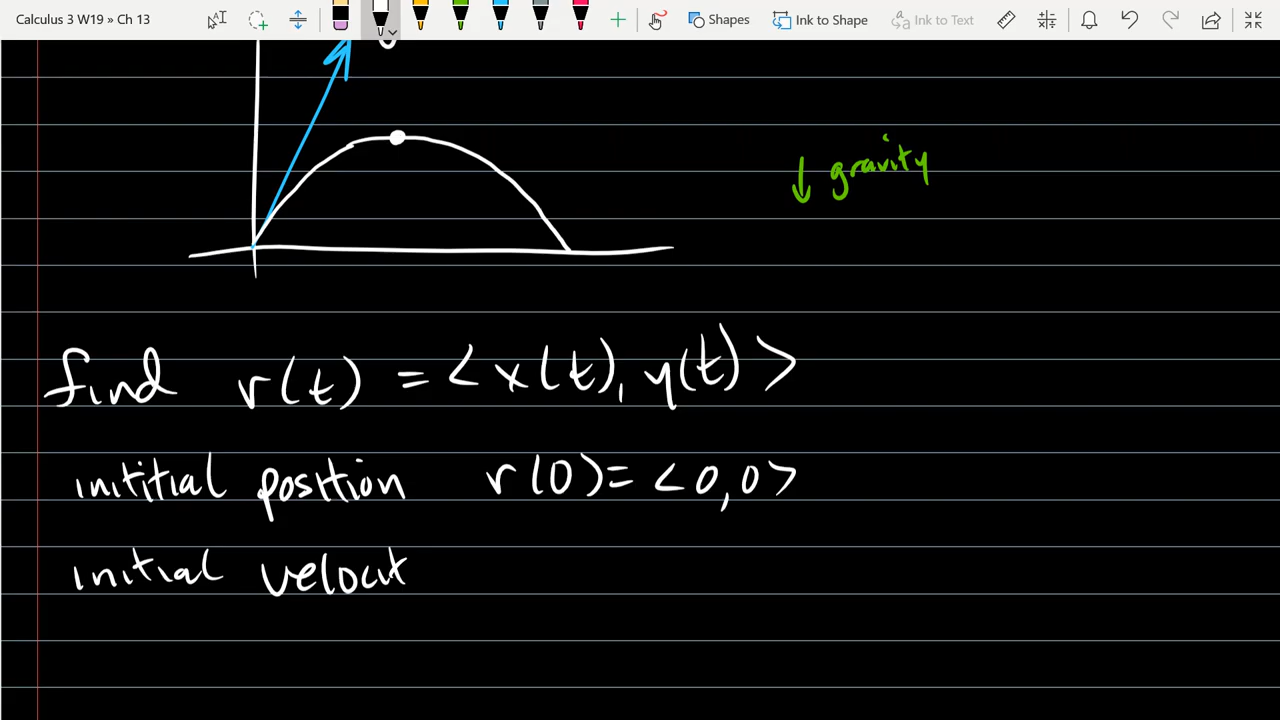 Calculus 3 W19 » Ch 13
Shapes
Ink to Shape
Ink to Text
↓ gravity
find r(t) = < x(t), y(t) >
inititial position r(0) = < 0, 0 >
initial velocit